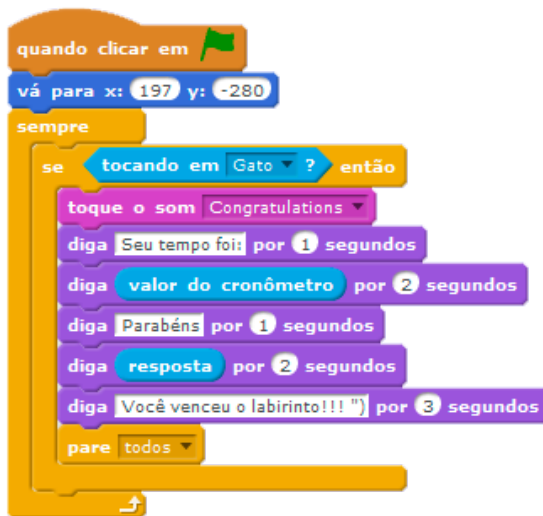 quando clicar em
vá para x: 197 y: -280
sempre
se tocando em Gato ? então
toque o som Congratulations
diga Seu tempo foi: por 1 segundos
diga valor do cronômetro por 2 segundos
diga Parabéns por 1 segundos
diga resposta por 2 segundos
diga Você venceu o labirinto!!! ") por 3 segundos
pare todos